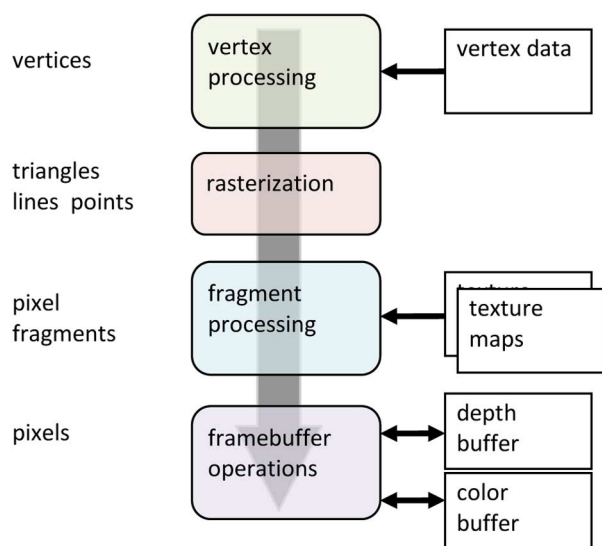 vertices
vertex
processing
vertex data
triangles
lines points
rasterization
pixel
fragments
fragment
processing
texture
texture
maps
pixels
framebuffer
operations
depth
buffer
color
buffer